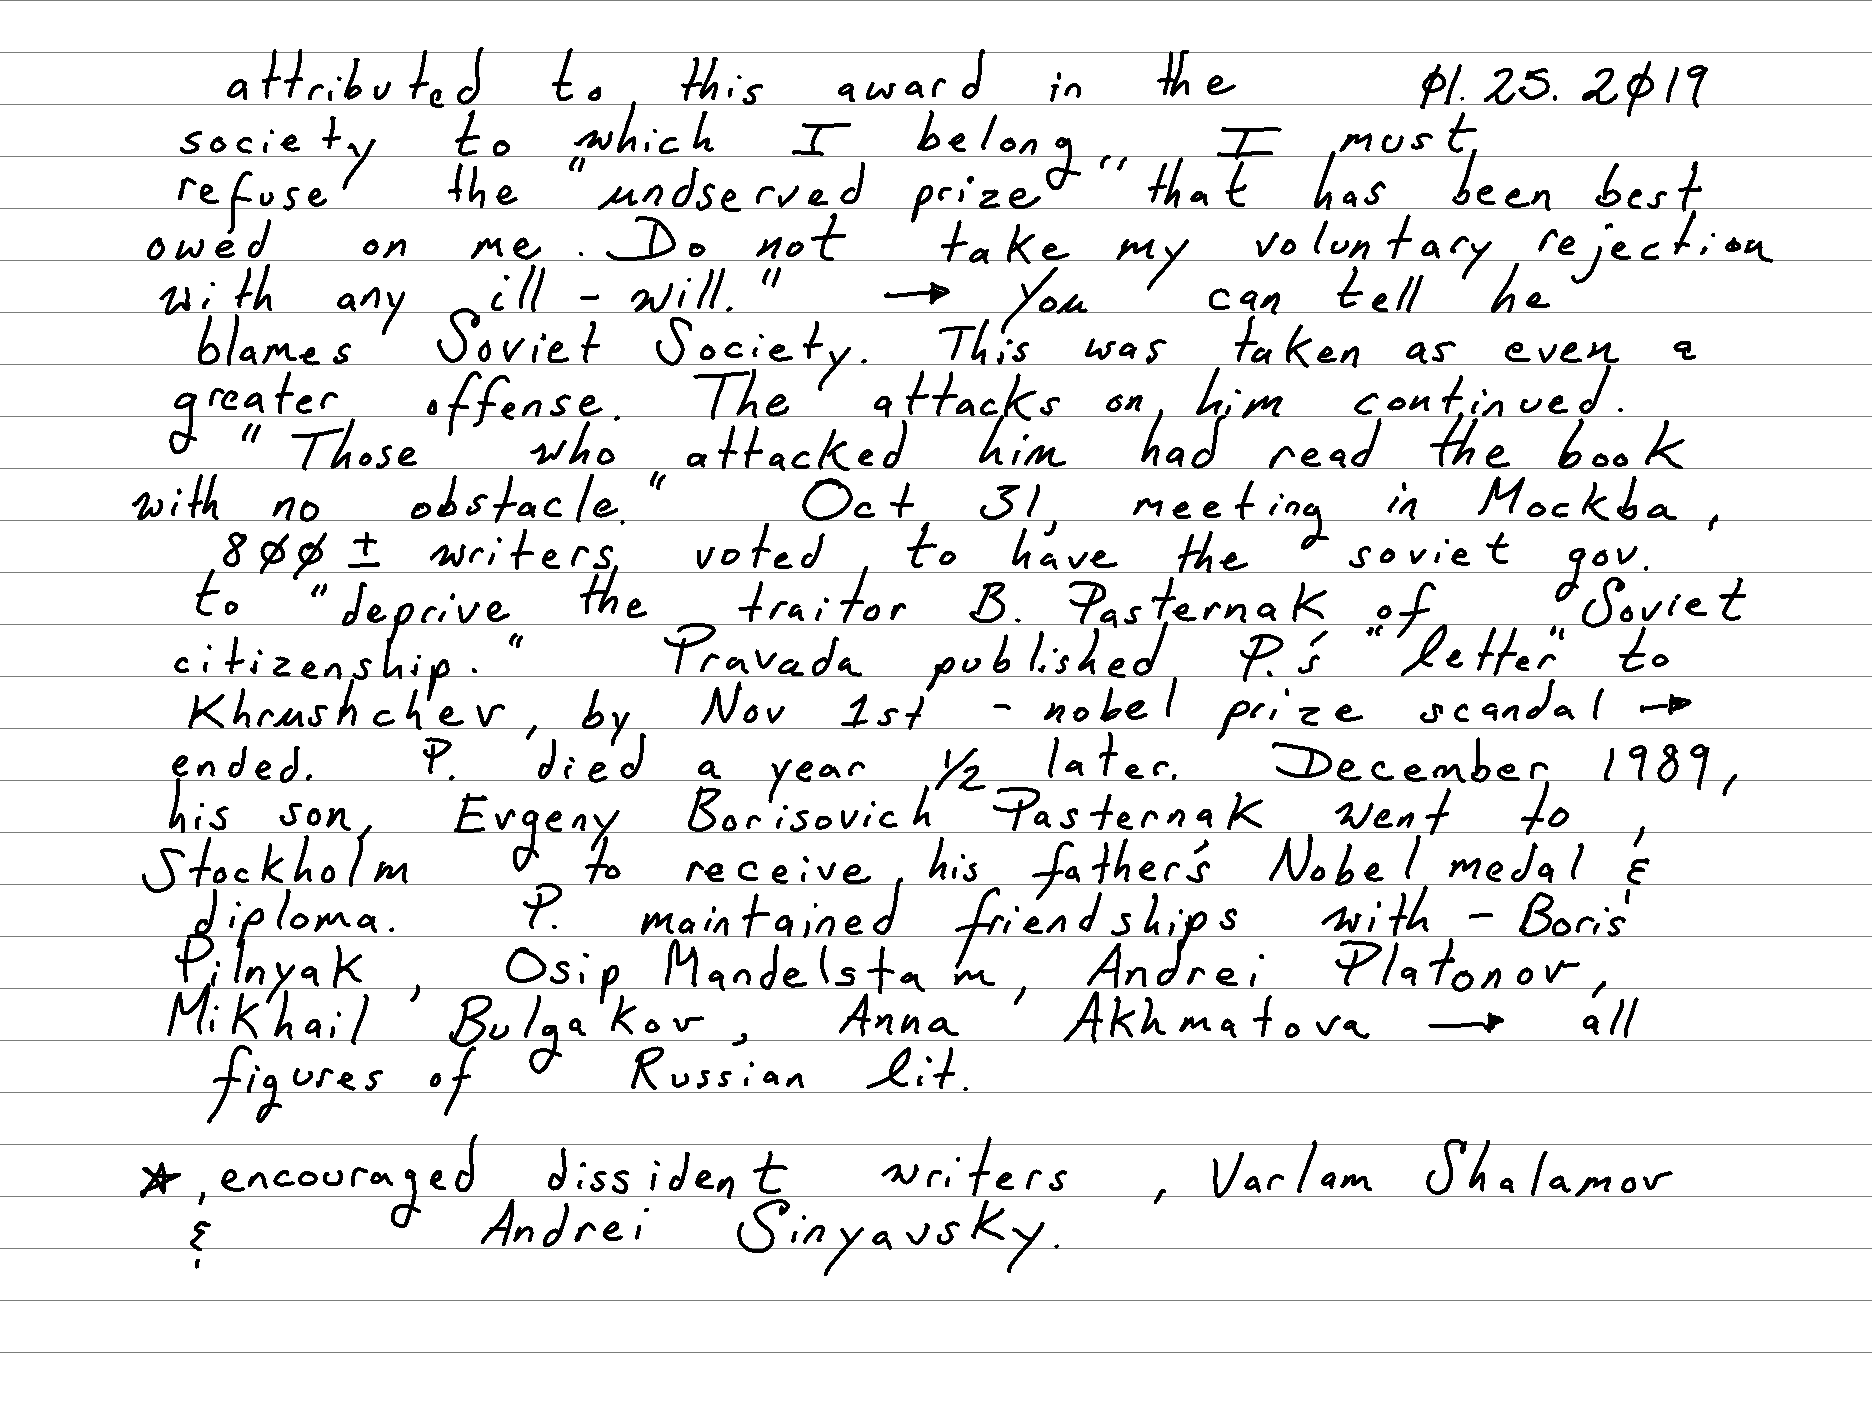 attributed to this award in the Ø1. 25. 2Ø19
society to which I belong," I must
refuse the "undserved prize" that has been best
owed on me. Do not take my voluntary rejection
with any ill - will." → You can tell he
blames Soviet Society. This was taken as even a
greater offense. The attacks on him continued.
"Those who attacked him had read the book
with no obstacle." Oct 31, meeting in Mockba,
8ØØ ± writers voted to have the soviet gov.
to "deprive the traitor B. Pasternak of Soviet
citizenship." Pravada published P.'s "letter" to
Khrushchev, by Nov 1st - nobel prize scandal →
ended. P. died a year 1/2 later. December 1989,
his son, Evgeny Borisovich Pasternak went to
Stockholm to receive his father's Nobel medal &
diploma. P. maintained friendships with - Boris
Pilnyak, Osip Mandelstam, Andrei Platonov,
Mikhail Bulgakov, Anna Akhmatova → all
figures of Russian lit.
☆, encouraged dissident writers, Varlam Shalamov
& Andrei Sinyavsky.